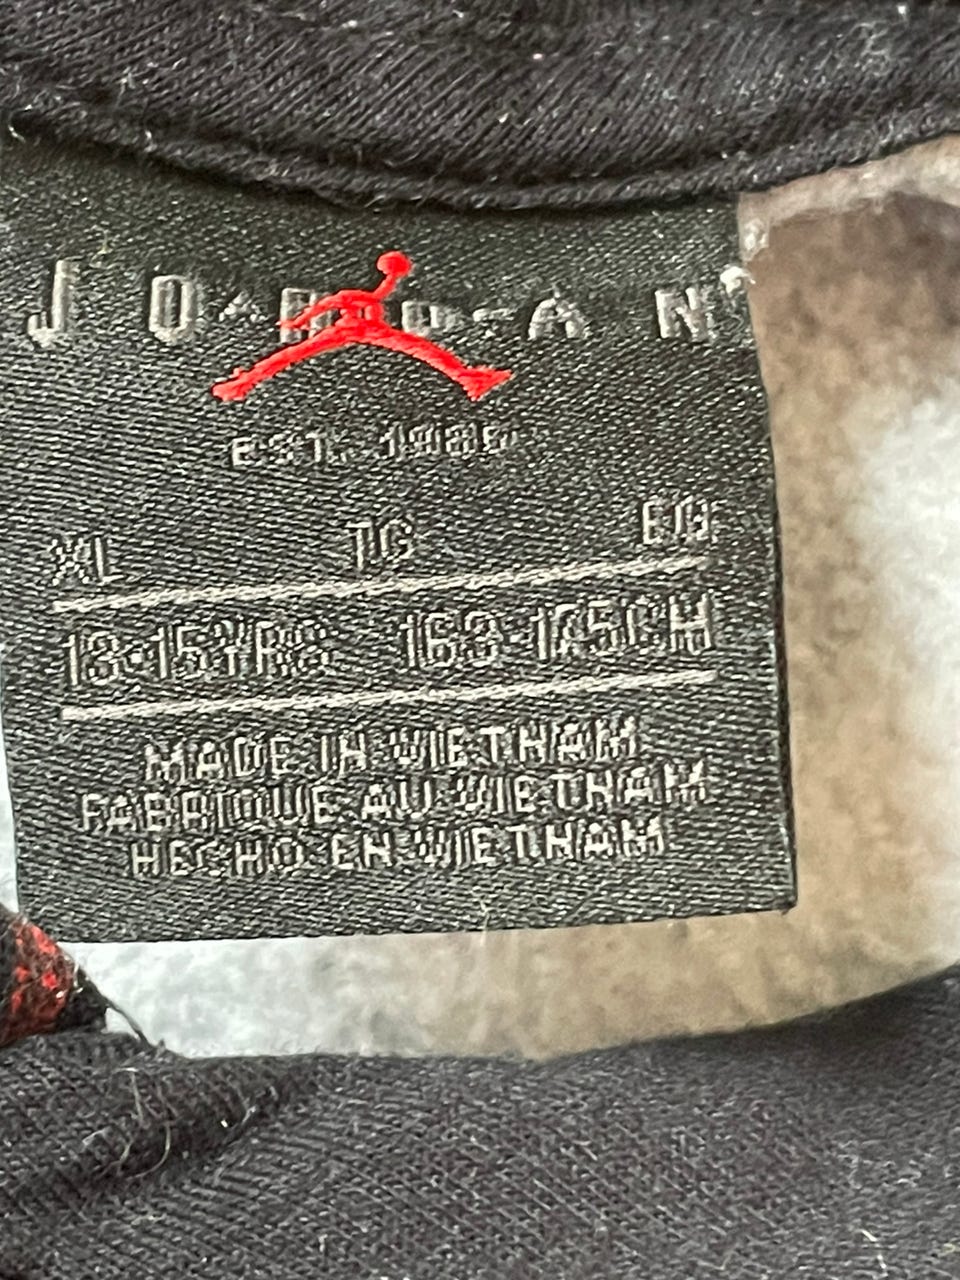 JORDAN
EST. 1985
XL TG EG
13-15YRS 163-175CM
MADE IN VIETNAM
FABRIQUE AU VIETNAM
HECHO EN VIETNAM